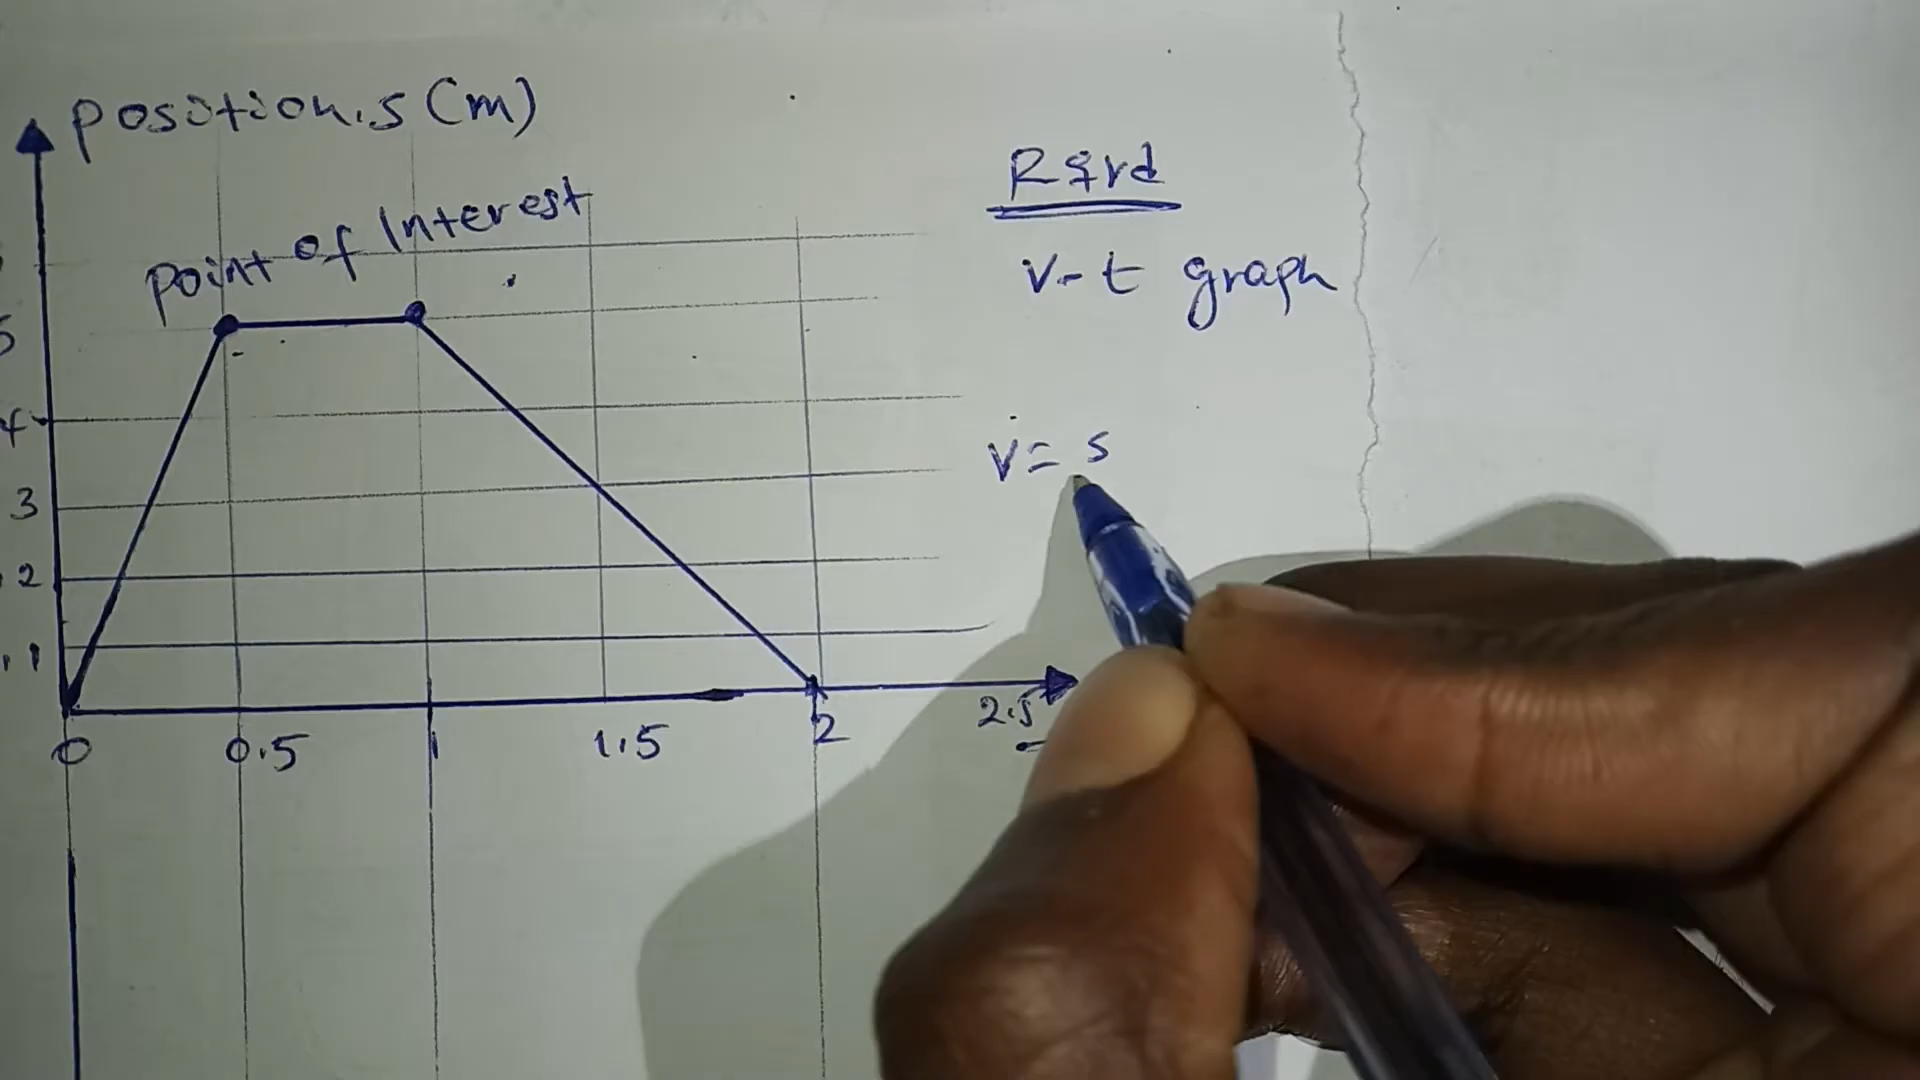 position, s (m)
Point of Interest
Rqrd
v-t graph
v = s
5
4
3
2
1
0 0.5 1 1.5 2 2.5